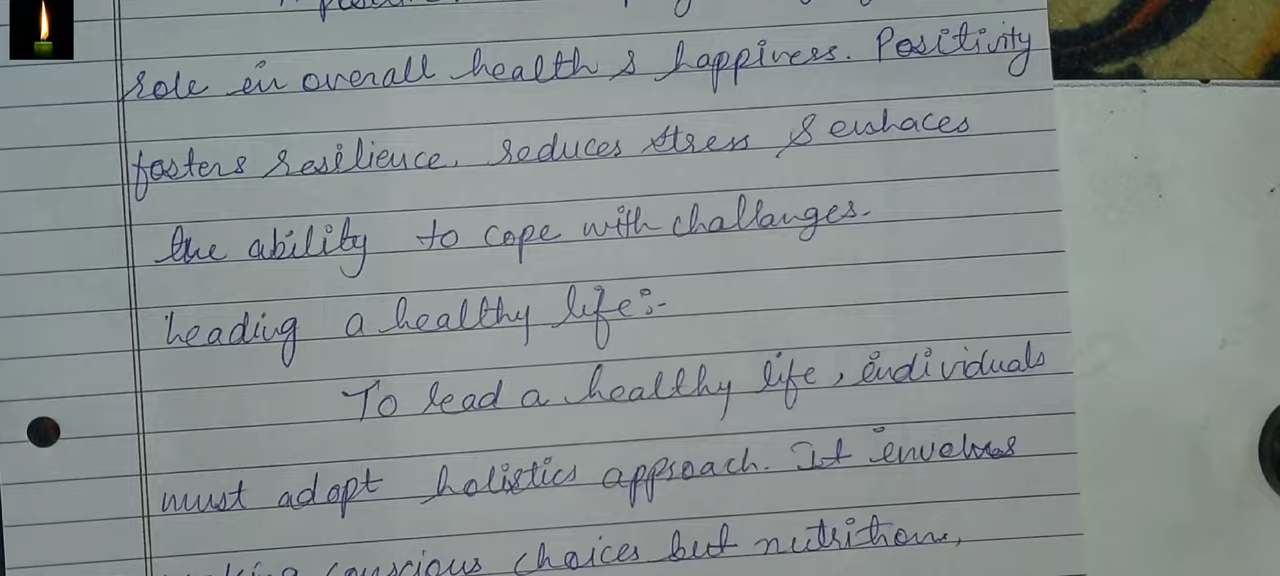 role in overall health & happiness. Positivity
fosters resilience, reduces stress & enhaces
the ability to cope with challanges.
Leading a healthy life:-
To lead a healthy life, individuals
must adopt holistics approach. It envolves
conscious choices but nutrition,